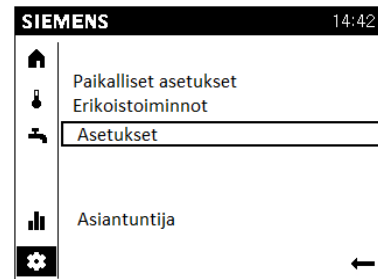 SIEMENS 14:42
Paikalliset asetukset
Erikoistoiminnot
Asetukset
Asiantuntija